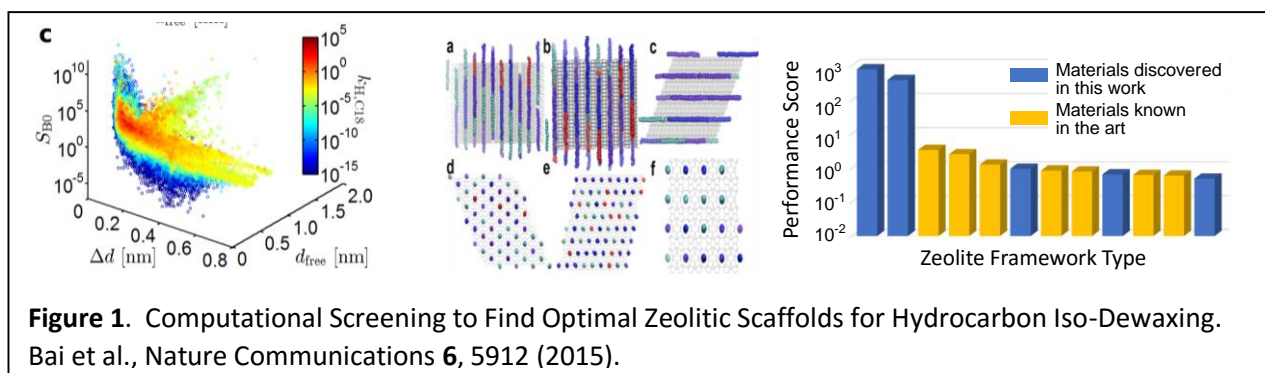 c
10^10
10^5
10^0
10^-5
S_B0
0
0.2
0.4
0.6
0.8
Δd [nm]
0
0.5
1.0
1.5
2.0
d_free [nm]
10^5
10^0
10^-5
10^-10
10^-15
k_H,C18
a
b
c
d
e
f
Performance Score
10^3
10^2
10^1
10^0
10^-1
10^-2
Materials discovered
in this work
Materials known
in the art
Zeolite Framework Type
Figure 1. Computational Screening to Find Optimal Zeolitic Scaffolds for Hydrocarbon Iso-Dewaxing.
Bai et al., Nature Communications 6, 5912 (2015).